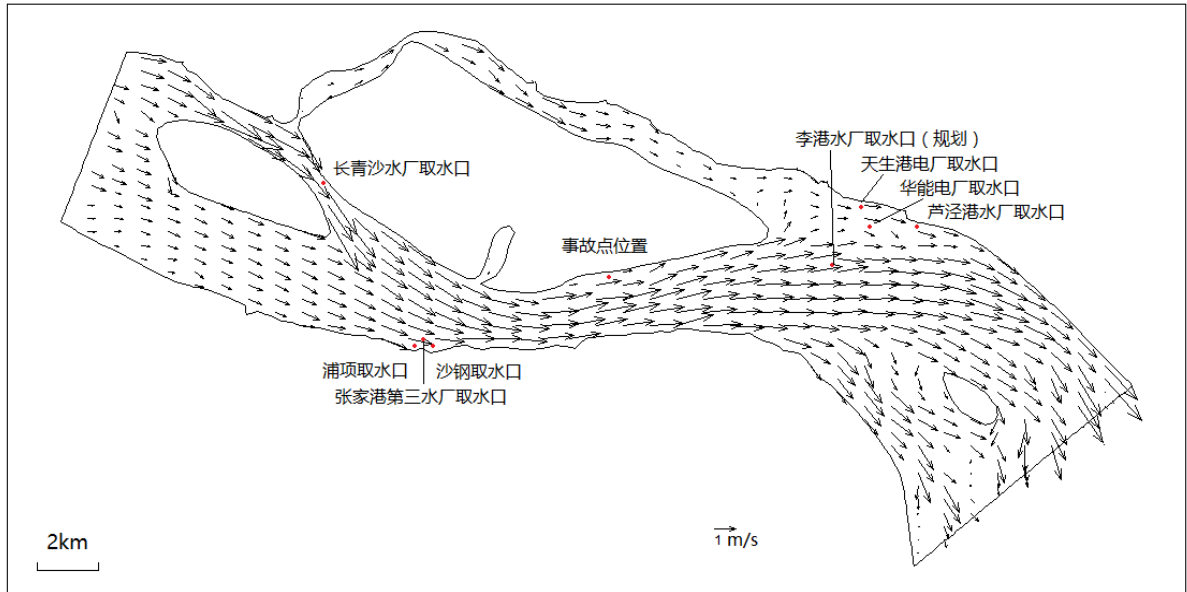 李港水厂取水口（规划）
天生港电厂取水口
长青沙水厂取水口
华能电厂取水口
芦泾港水厂取水口
事故点位置
浦项取水口
沙钢取水口
张家港第三水厂取水口
2km
1 m/s